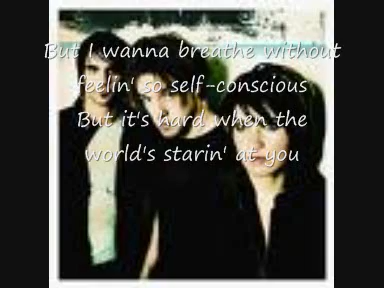 But I wanna breathe without
feelin' so self-conscious
But it's hard when the
world's starin' at you